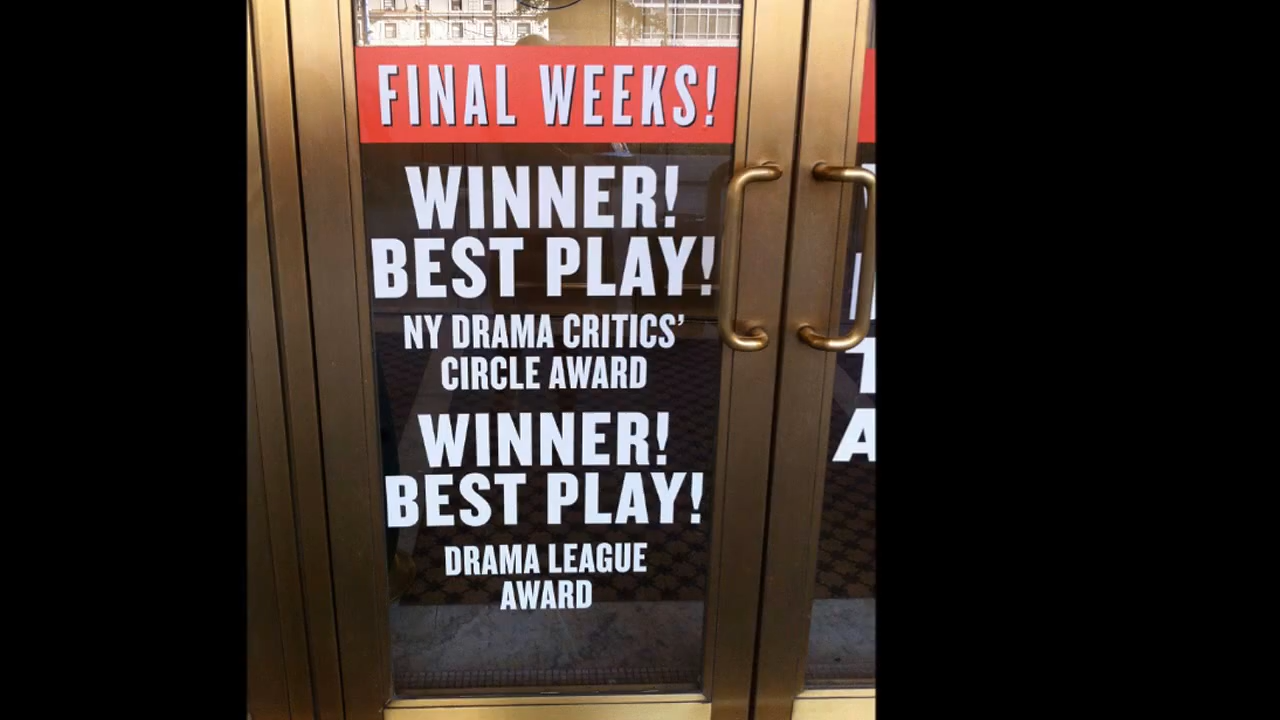 FINAL WEEKS!
WINNER!
BEST PLAY!
NY DRAMA CRITICS'
CIRCLE AWARD
WINNER!
BEST PLAY!
DRAMA LEAGUE
AWARD